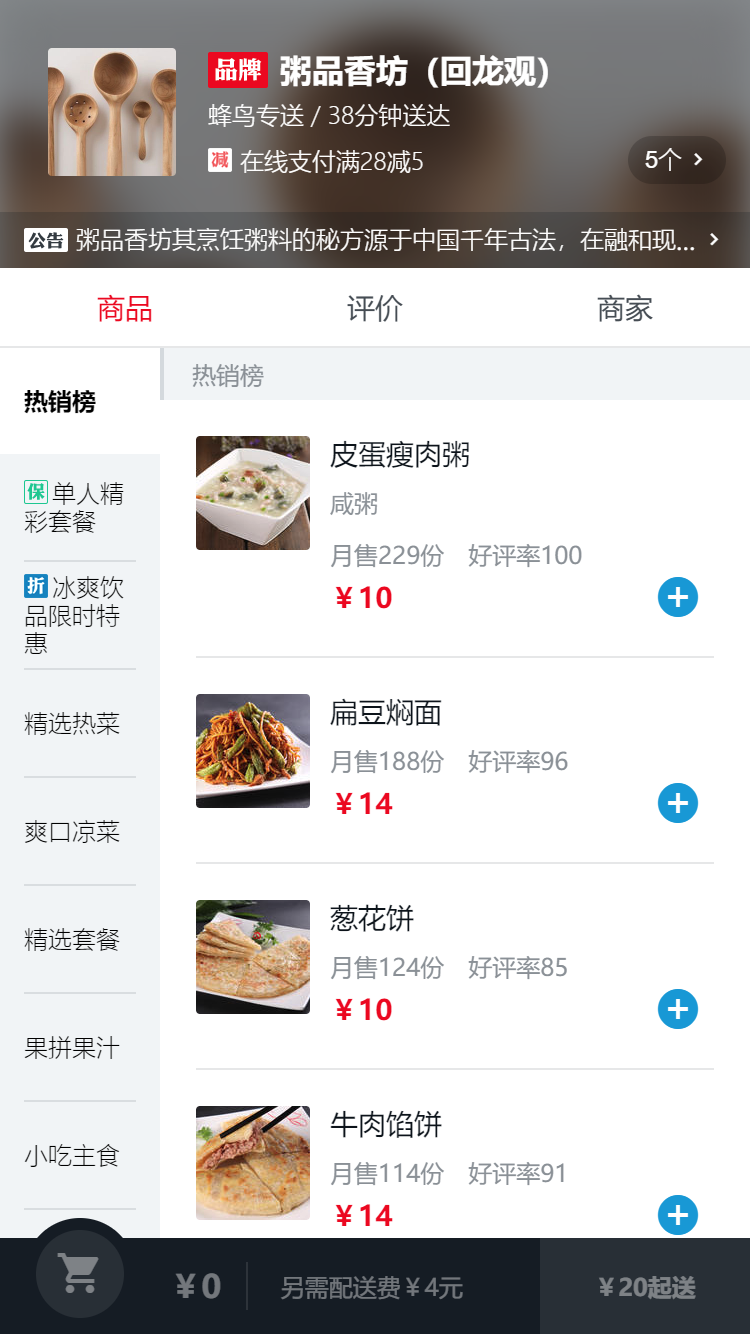 品牌 粥品香坊（回龙观）
蜂鸟专送 / 38分钟送达
减 在线支付满28减5
5个
公告 粥品香坊其烹饪粥料的秘方源于中国千年古法，在融和现...
商品 评价 商家
热销榜
保 单人精
彩套餐
折 冰爽饮
品限时特
惠
精选热菜
爽口凉菜
精选套餐
果拼果汁
小吃主食
热销榜
皮蛋瘦肉粥
咸粥
月售229份 好评率100
￥10
扁豆焖面
月售188份 好评率96
￥14
葱花饼
月售124份 好评率85
￥10
牛肉馅饼
月售114份 好评率91
￥14
￥0 另需配送费￥4元 ￥20起送